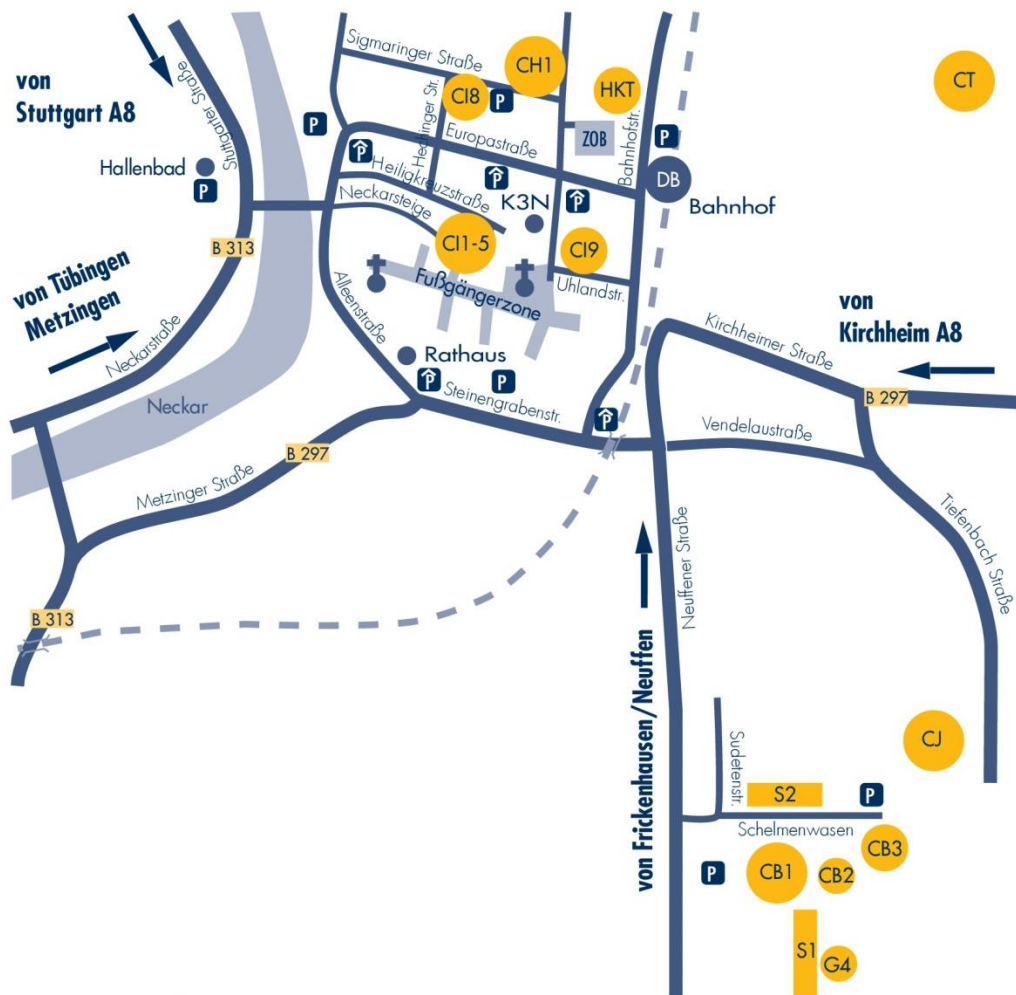 von
Stuttgart A8
Stuttgarter Straße
Sigmaringer Straße
CH1
HKT
CT
CI8
P
Hechinger Str.
ZOB
Bahnhofstr.
P
P
Europastraße
Hallenbad
P
P
Heiligkreuzstraße
P
K3N
P
DB
Bahnhof
Neckarsteige
CI1-5
CI9
B 313
von Tübingen
Metzingen
Fußgängerzone
Uhlandstr.
Alleenstraße
von
Kirchheim A8
Kirchheimer Straße
Neckarstraße
Rathaus
P
P
Steinengrabenstr.
P
Neckar
B 297
Vendelaustraße
B 297
Metzinger Straße
Tiefenbach Straße
Neuffener Straße
B 313
von Frickenhausen/Neuffen
Sudetenstr.
CJ
S2
P
Schelmenwasen
CB3
P
CB1
CB2
S1
G4